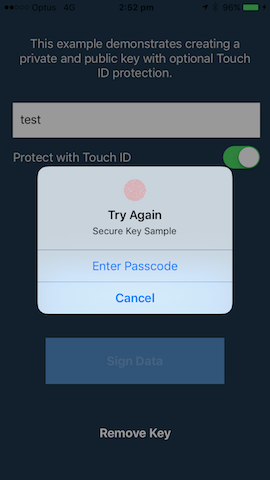 Optus 4G 2:52 pm 96%
This example demonstrates creating a
private and public key with optional Touch
ID protection.
test
Protect with Touch ID
Try Again
Secure Key Sample
Enter Passcode
Cancel
Sign Data
Remove Key